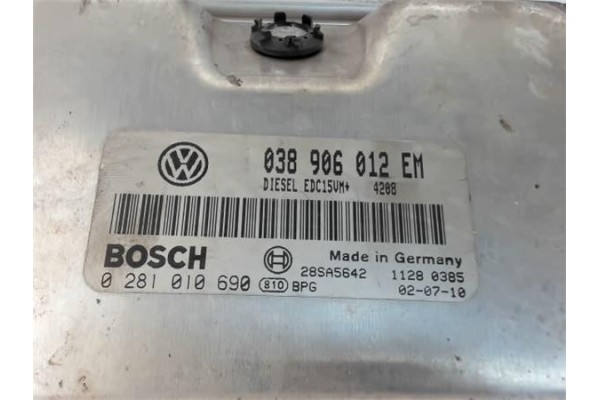 038 906 012 EM
DIESEL EDC15VM+ 4208
BOSCH
Made in Germany
28SA5642 1128 0385
0 281 010 690 810 BPG 02-07-10